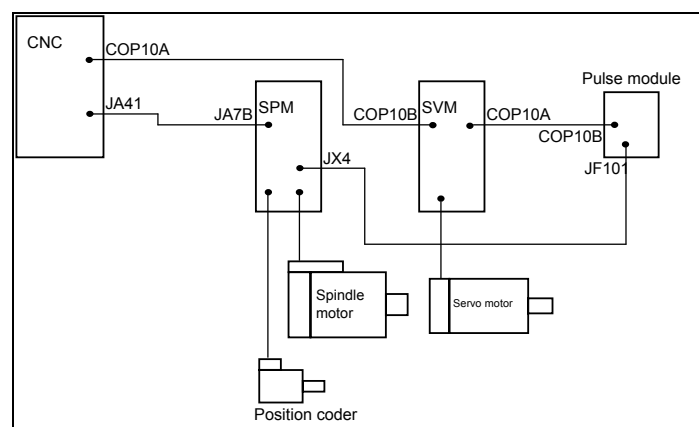 CNC
COP10A
JA41
JA7B
SPM
JX4
COP10B
SVM
COP10A
Pulse module
COP10B
JF101
Spindle
motor
Servo motor
Position coder